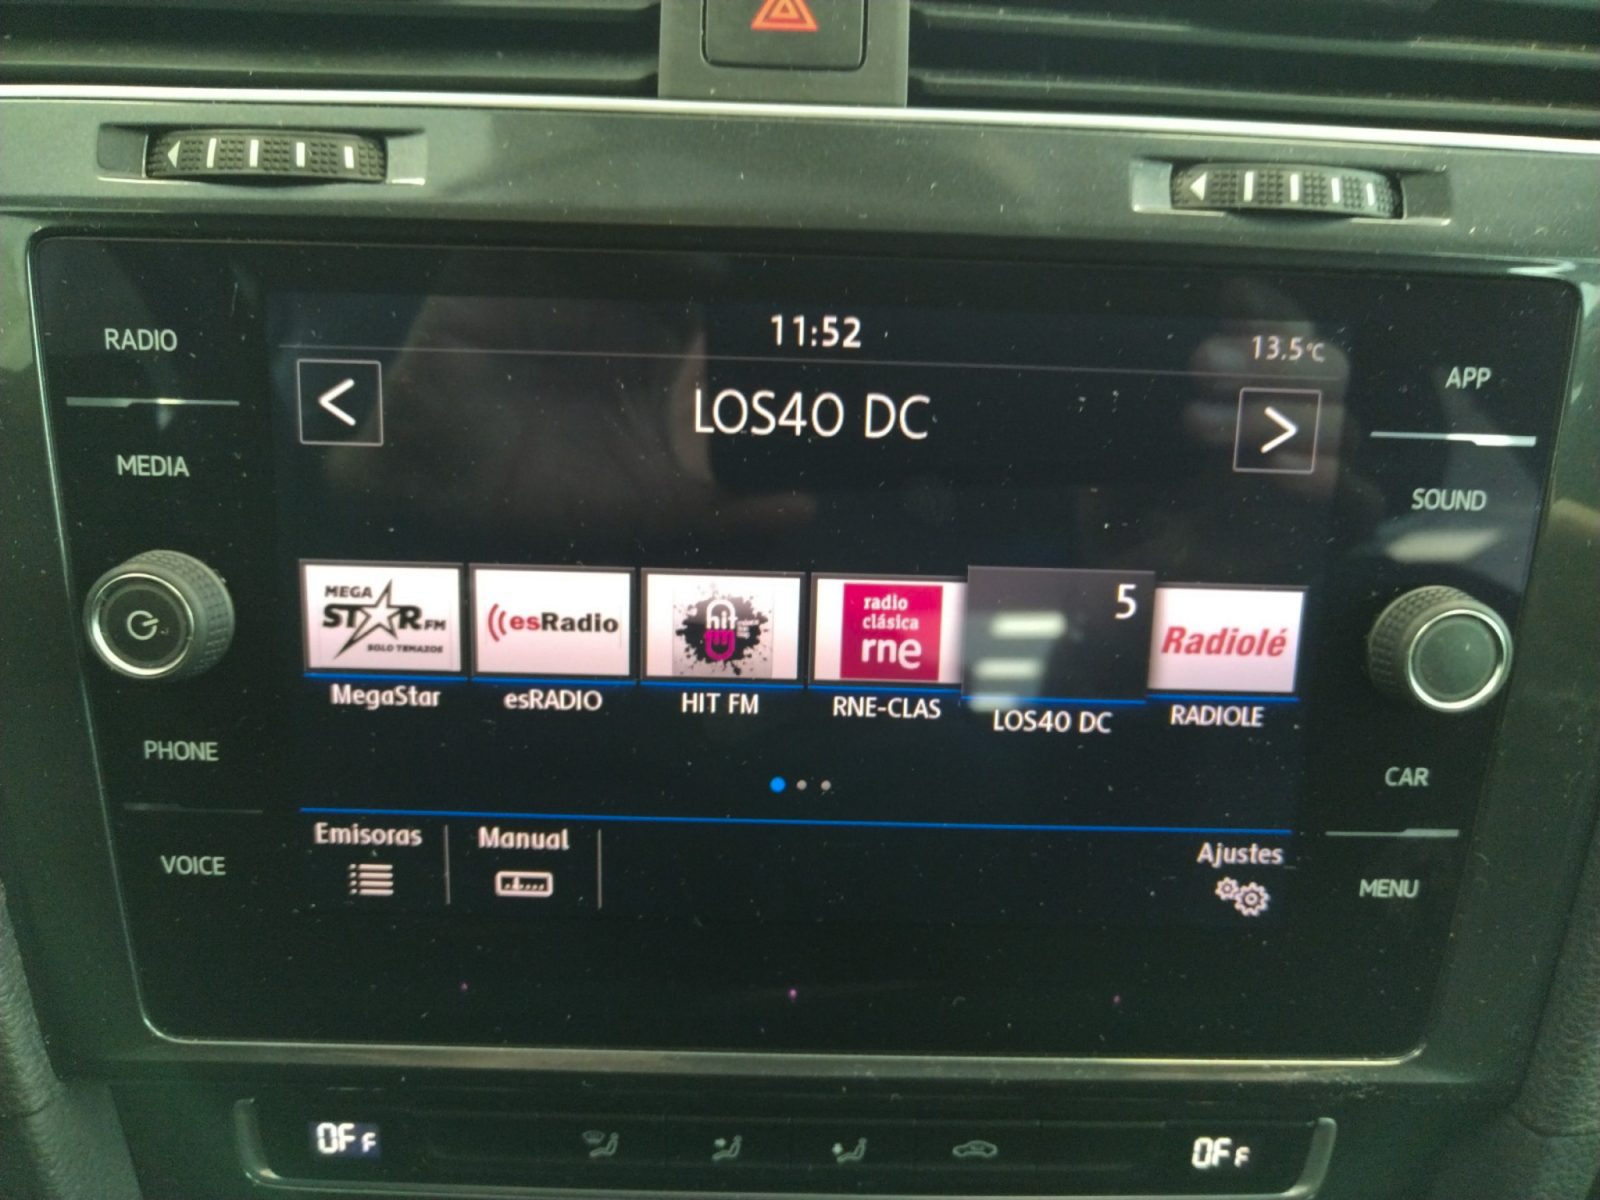 11:52
13.5°C
RADIO
LOS40 DC
APP
MEDIA
SOUND
MEGA
STAR FM
SOLO TEMAZOS
esRadio
hit
radio
clásica
rne
5
Radiolé
MegaStar
esRADIO
HIT FM
RNE-CLAS
LOS40 DC
RADIOLE
PHONE
CAR
Emisoras
Manual
Ajustes
VOICE
MENU
OFF
OFF